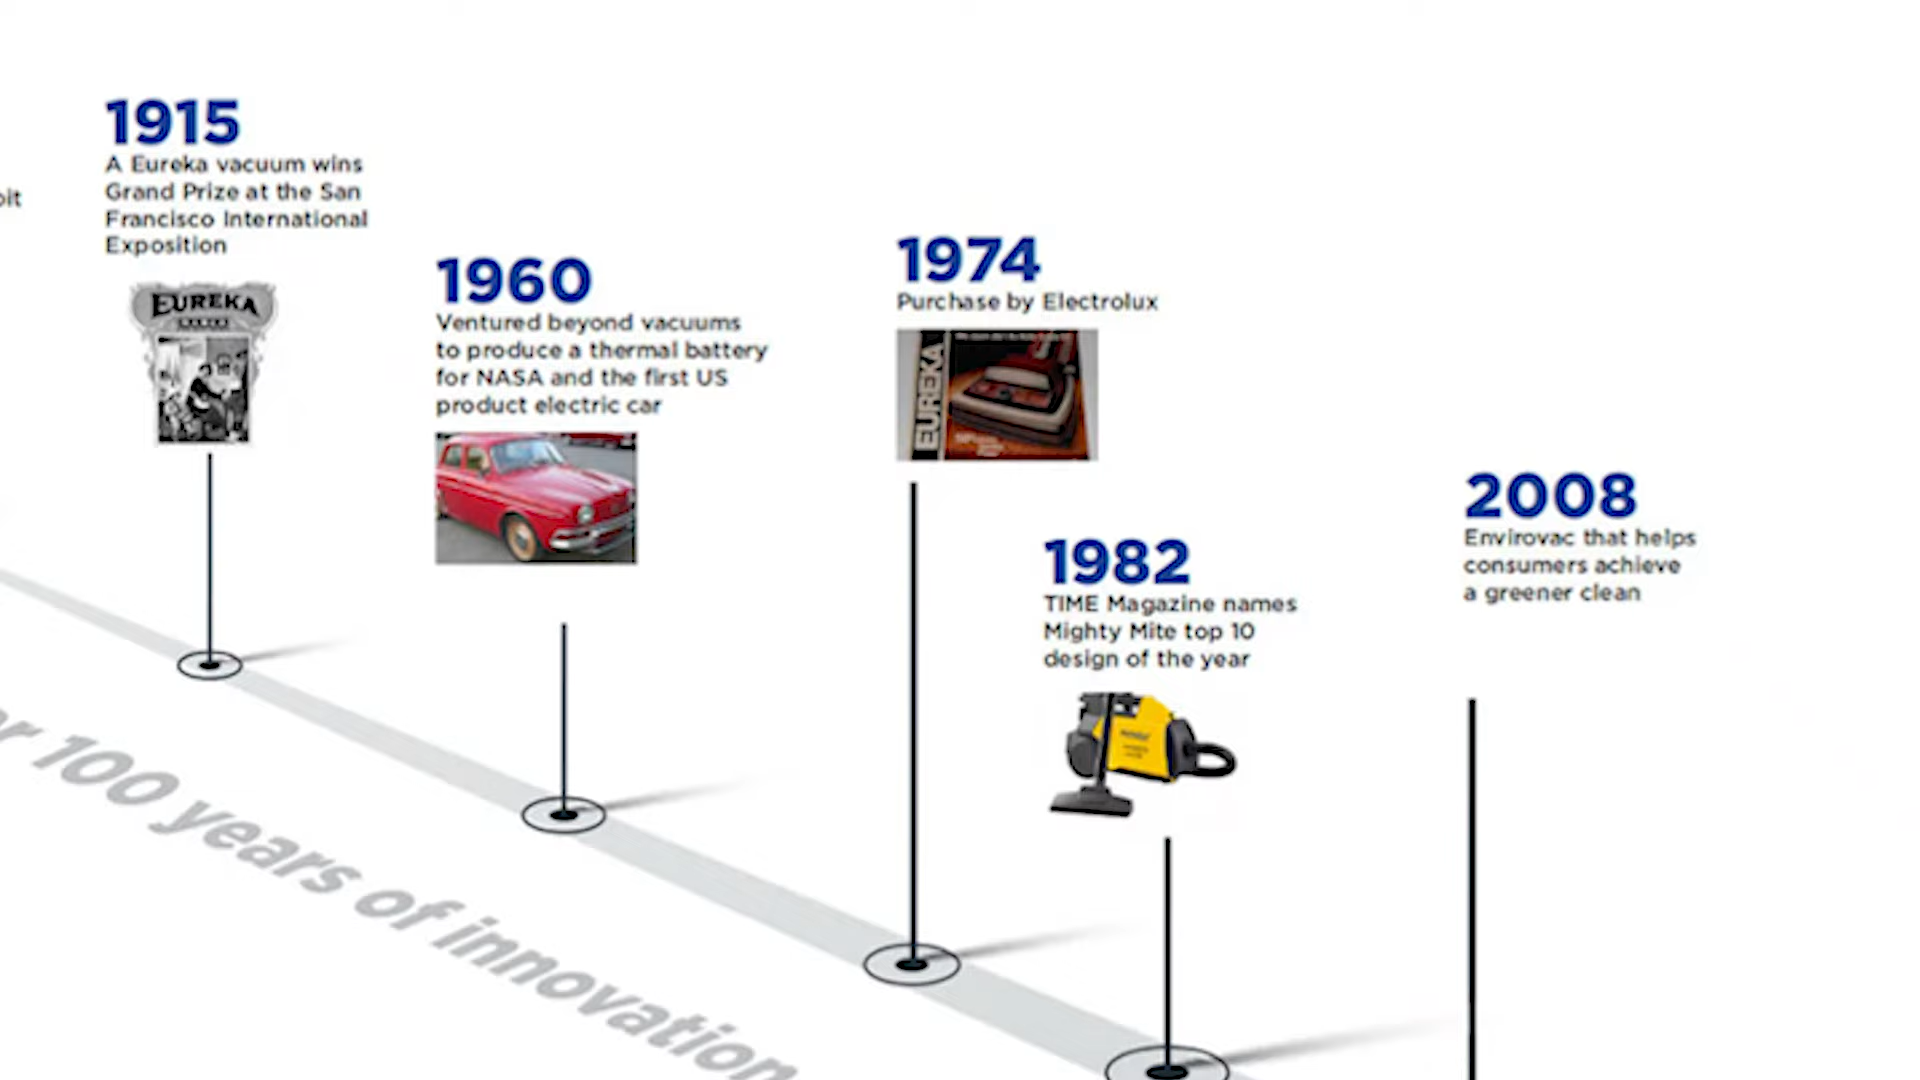 oit
1915
A Eureka vacuum wins
Grand Prize at the San
Francisco International
Exposition
EUREKA
1960
Ventured beyond vacuums
to produce a thermal battery
for NASA and the first US
product electric car
1974
Purchase by Electrolux
EUREKA
1982
TIME Magazine names
Mighty Mite top 10
design of the year
2008
Envirovac that helps
consumers achieve
a greener clean
r 100 years of innovation